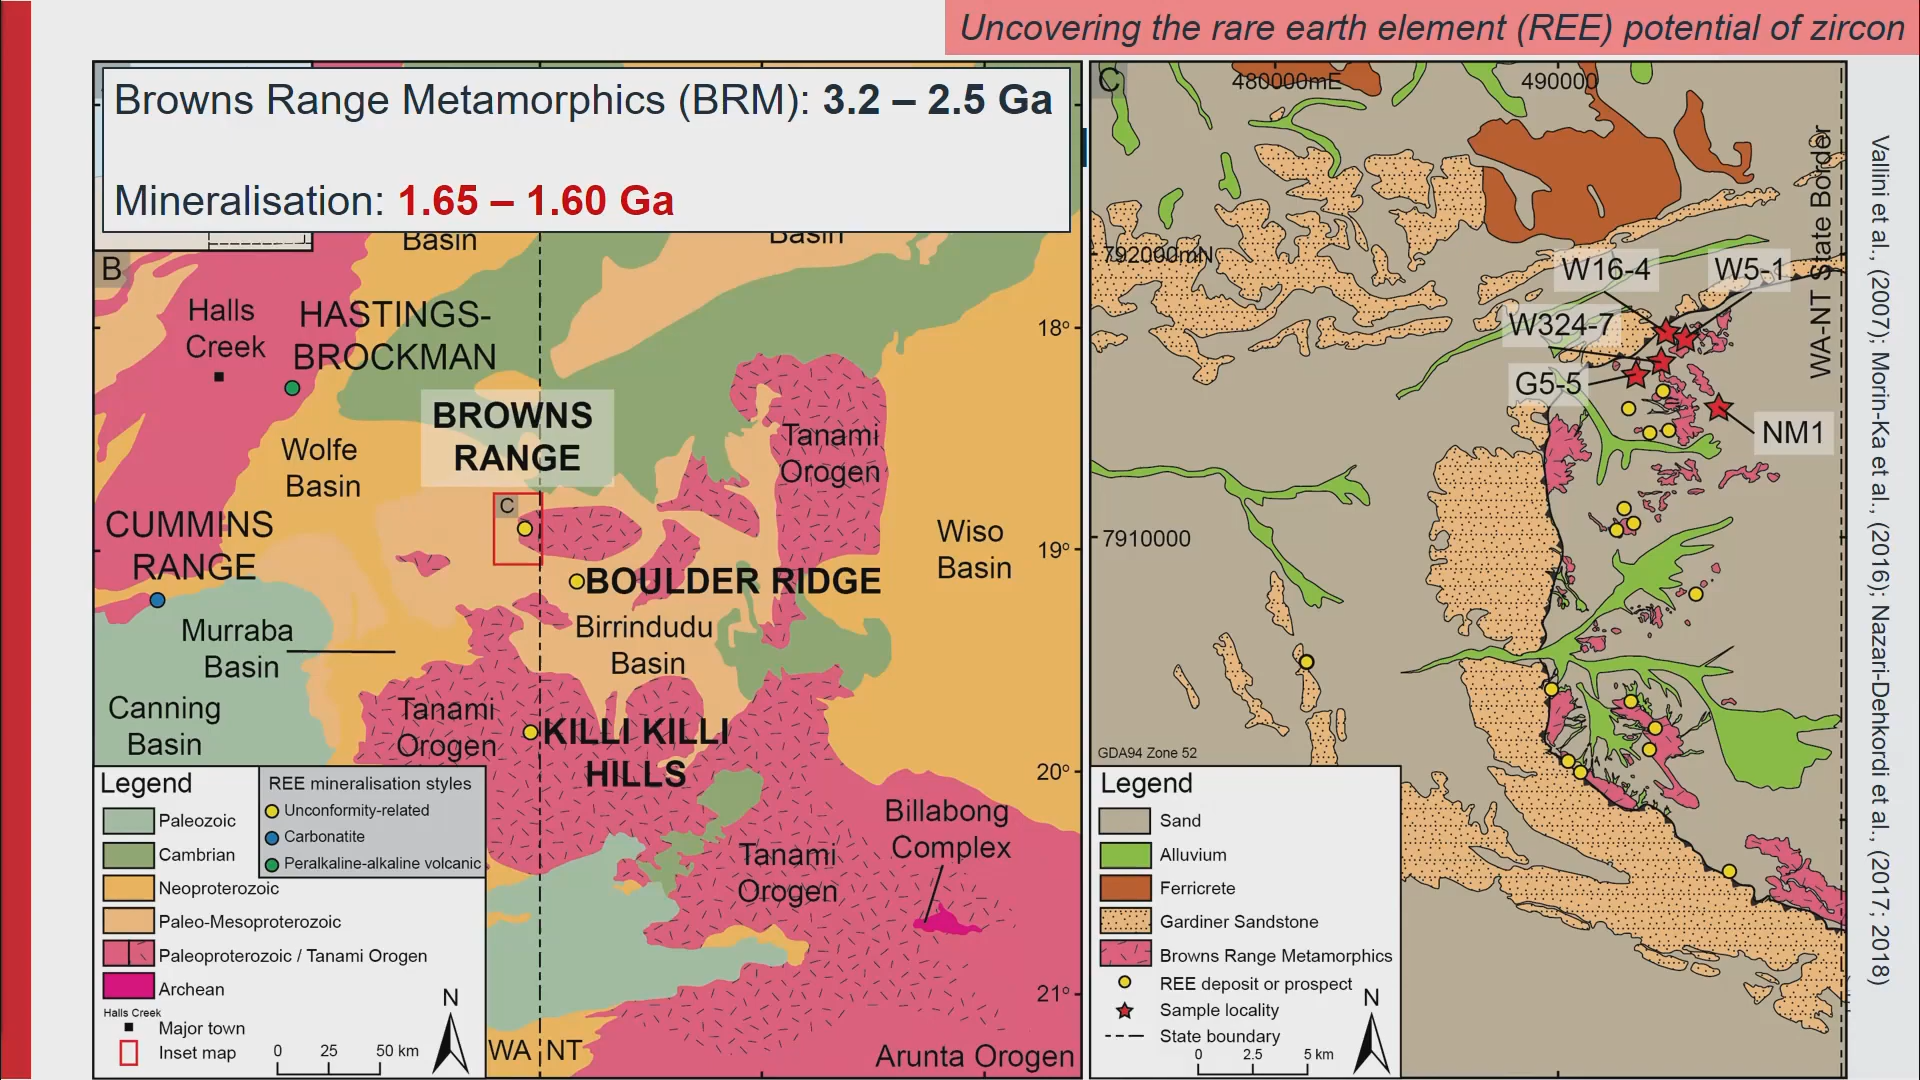 Uncovering the rare earth element (REE) potential of zircon
Browns Range Metamorphics (BRM): 3.2 – 2.5 Ga
Mineralisation: 1.65 – 1.60 Ga
Basin
Basin
B
Halls
Creek
HASTINGS-
BROCKMAN
18°
BROWNS
RANGE
Wolfe
Basin
Tanami
Orogen
C
CUMMINS
RANGE
Wiso
Basin
19°
BOULDER RIDGE
Murraba
Basin
Birrindudu
Basin
Canning
Basin
Tanami
Orogen
KILLI KILLI
HILLS
20°
Billabong
Complex
Tanami
Orogen
21°
WA NT
Arunta Orogen
Legend
Paleozoic
Cambrian
Neoproterozoic
Paleo-Mesoproterozoic
Paleoproterozoic / Tanami Orogen
Archean
Halls Creek
Major town
Inset map
0 25 50 km
N
REE mineralisation styles
Unconformity-related
Carbonatite
Peralkaline-alkaline volcanic
C
480000mE
490000
792000mN
7910000
WA-NT State Border
W16-4
W5-1
W324-7
G5-5
NM1
GDA94 Zone 52
Legend
Sand
Alluvium
Ferricrete
Gardiner Sandstone
Browns Range Metamorphics
REE deposit or prospect
Sample locality
State boundary
0 2.5 5 km
N
Vallini et al., (2007); Morin-Ka et al., (2016); Nazari-Dehkordi et al., (2017; 2018)